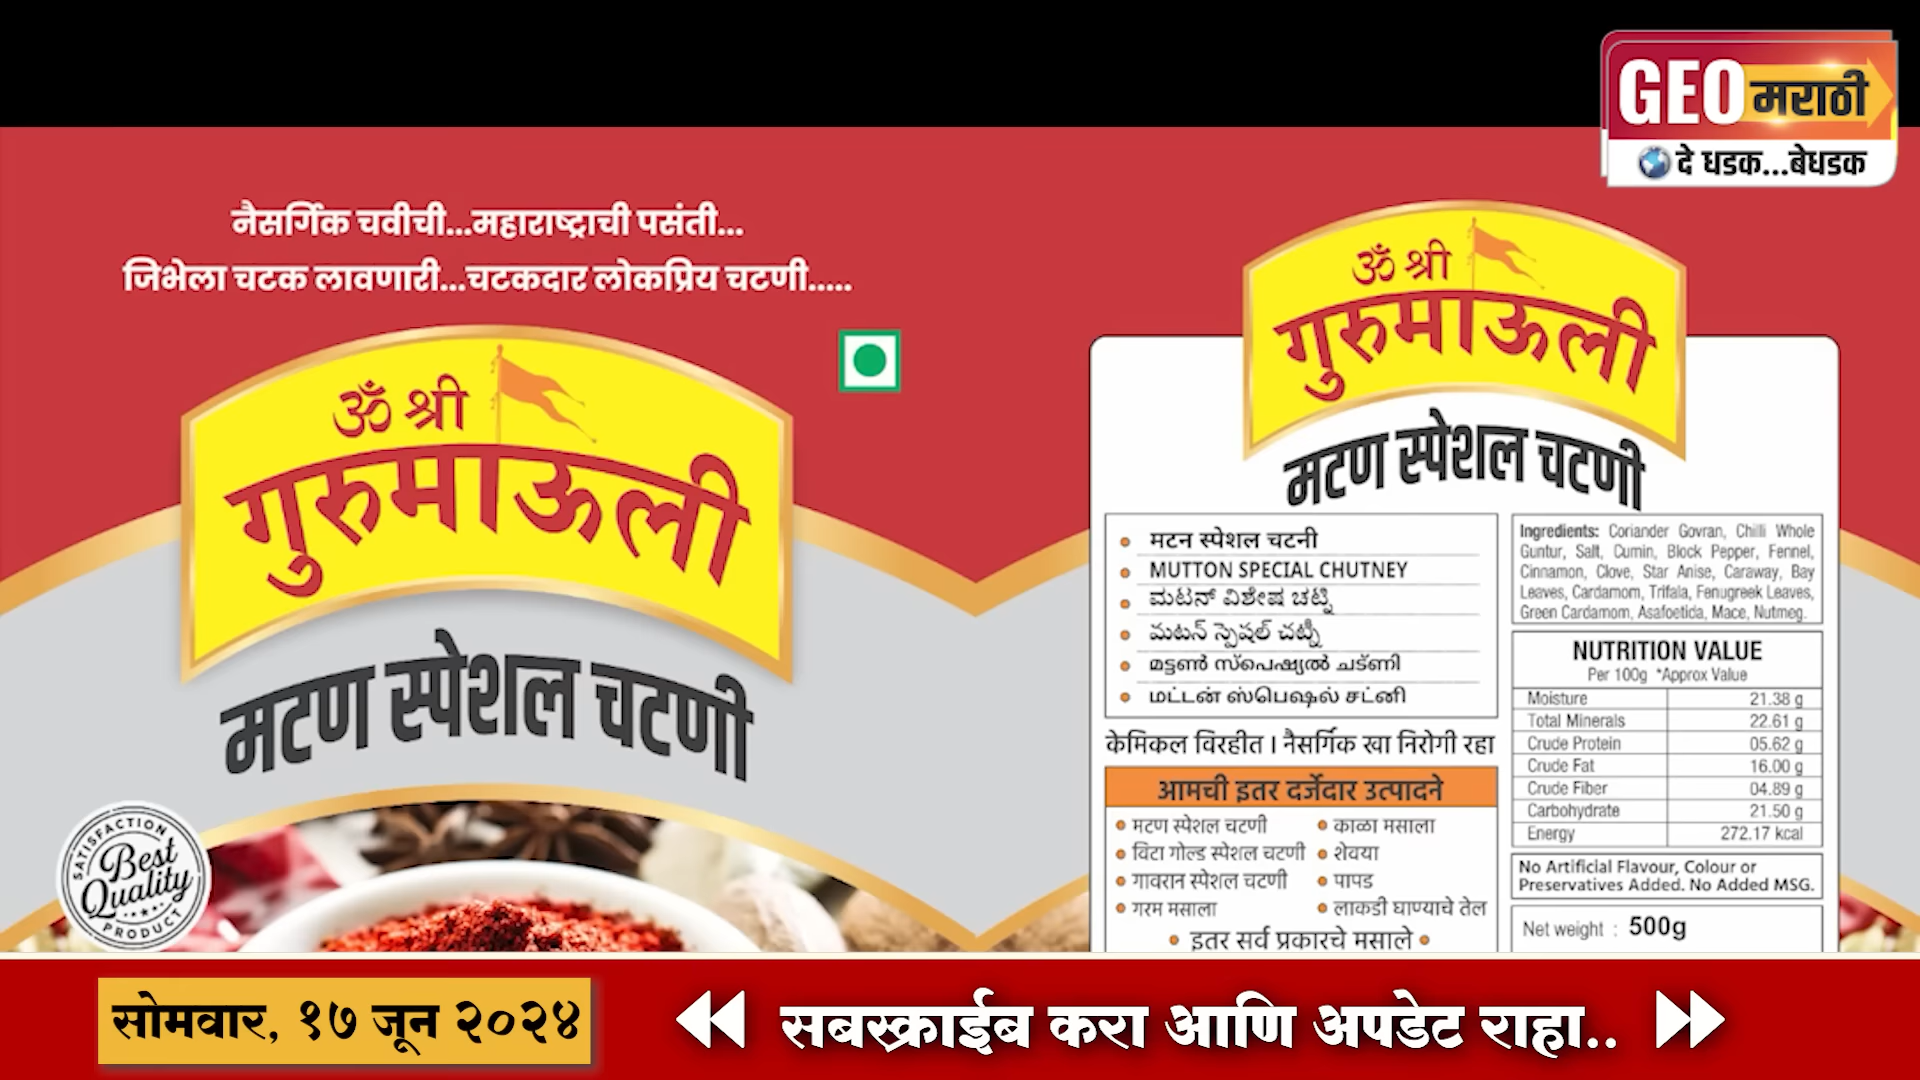 GEO मराठी
दे धडक...बेधडक
नैसर्गिक चवीची...महाराष्ट्राची पसंती...
जिभेला चटक लावणारी...चटकदार लोकप्रिय चटणी.....
ॐ श्री
गुरुमाऊली
मटण स्पेशल चटणी
SATISFACTION
Best
Quality
PRODUCT
ॐ श्री
गुरुमाऊली
मटण स्पेशल चटणी
मटन स्पेशल चटनी
MUTTON SPECIAL CHUTNEY
ಮಟನ್ ವಿಶೇಷ ಚಟ್ನಿ
మటన్ స్పెషల్ చట్నీ
മട്ടൺ സ്പെഷ്യൽ ചട്ണി
மட்டன் ஸ்பெஷல் சட்னி
केमिकल विरहीत । नैसर्गिक खा निरोगी रहा
आमची इतर दर्जेदार उत्पादने
• मटण स्पेशल चटणी
• विटा गोल्ड स्पेशल चटणी
• गावरान स्पेशल चटणी
• गरम मसाला
• काळा मसाला
• शेवया
• पापड
• लाकडी घाण्याचे तेल
• इतर सर्व प्रकारचे मसाले •
Ingredients: Coriander Govran, Chilli Whole
Guntur, Salt, Cumin, Block Pepper, Fennel,
Cinnamon, Clove, Star Anise, Caraway, Bay
Leaves, Cardamom, Trifala, Fenugreek Leaves,
Green Cardamom, Asafoetida, Mace, Nutmeg.
NUTRITION VALUE
Per 100g *Approx Value
Moisture 21.38 g
Total Minerals 22.61 g
Crude Protein 05.62 g
Crude Fat 16.00 g
Crude Fiber 04.89 g
Carbohydrate 21.50 g
Energy 272.17 kcal
No Artificial Flavour, Colour or
Preservatives Added. No Added MSG.
Net weight : 500g
सोमवार, १७ जून २०२४
सबस्क्राईब करा आणि अपडेट राहा..